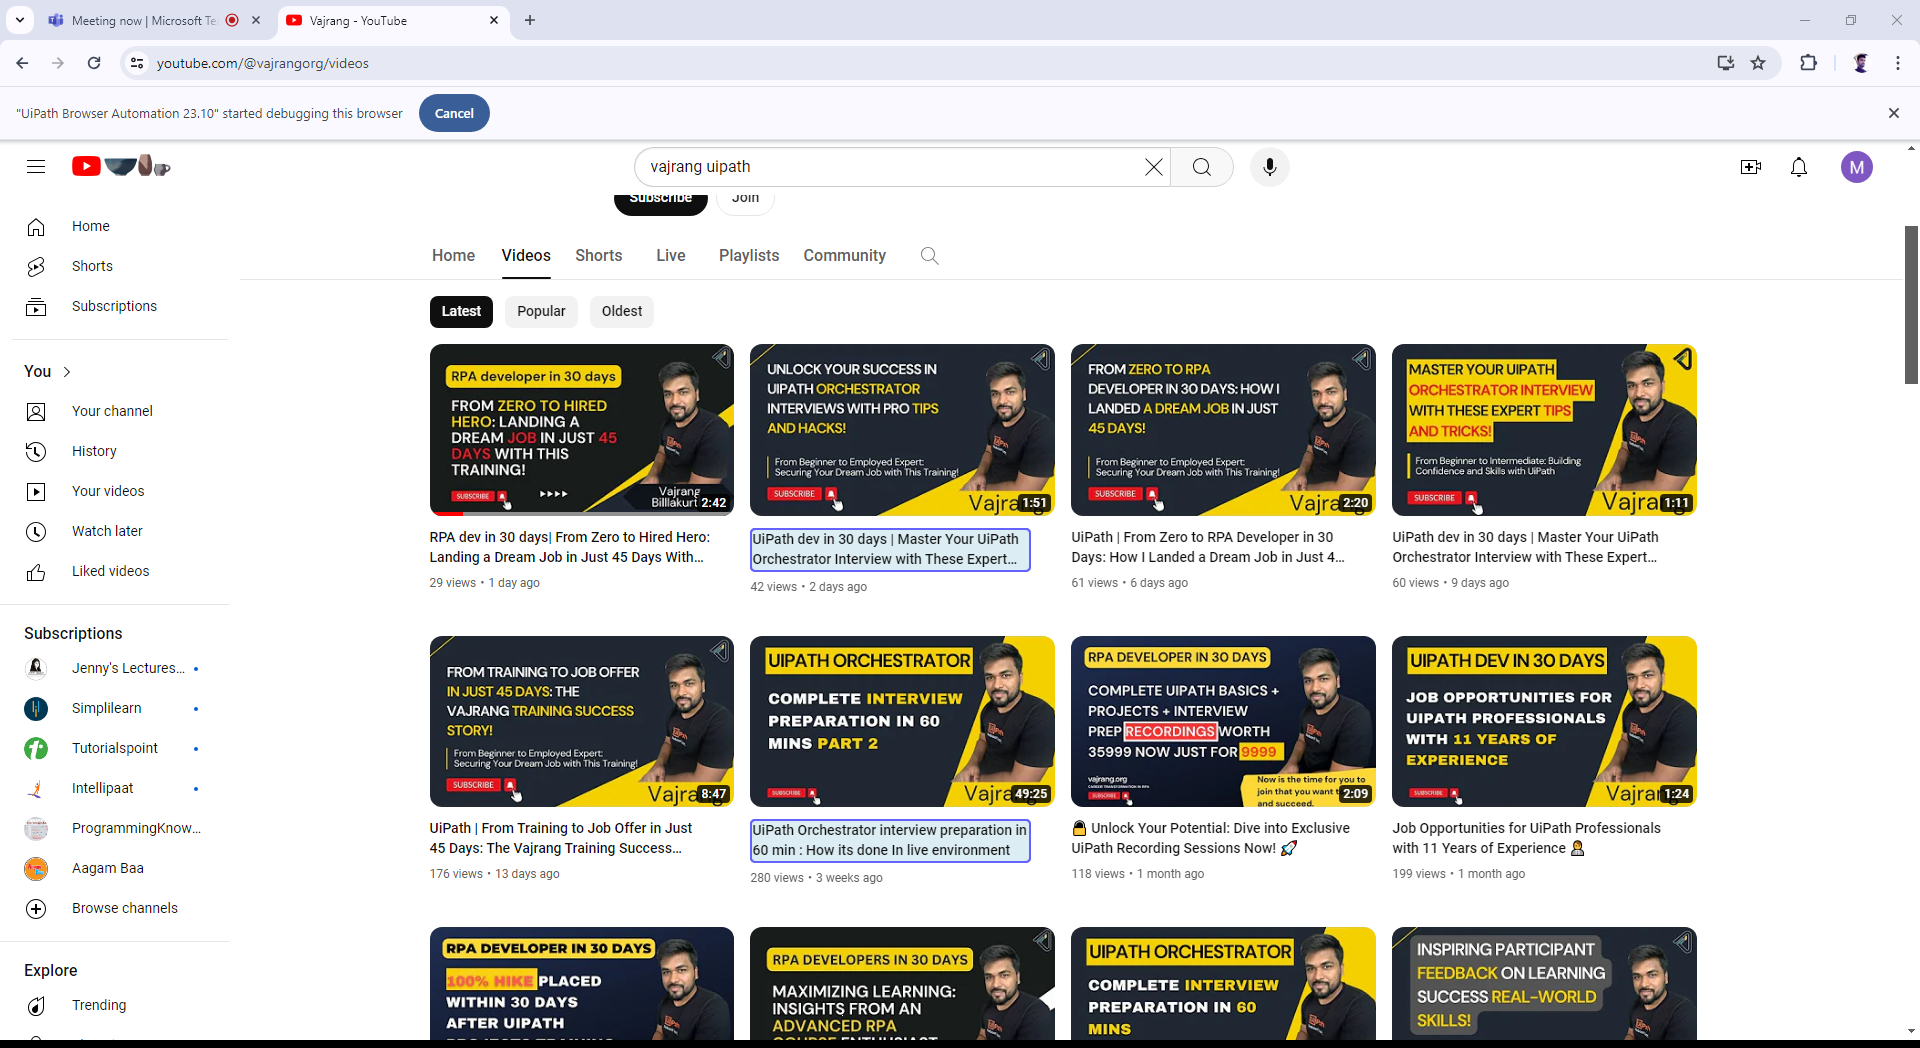 Meeting now | Microsoft Te
Vajrang - YouTube
youtube.com/@vajrangorg/videos
"UiPath Browser Automation 23.10" started debugging this browser
Cancel
vajrang uipath
M
Subscribe
Join
Home
Shorts
Subscriptions
You
Your channel
History
Your videos
Watch later
Liked videos
Subscriptions
Jenny's Lectures...
Simplilearn
Tutorialspoint
Intellipaat
ProgrammingKnow...
Aagam Baa
Browse channels
Explore
Trending
Home Videos Shorts Live Playlists Community
Latest Popular Oldest
RPA developer in 30 days
FROM ZERO TO HIRED
HERO: LANDING A
DREAM JOB IN JUST 45
DAYS WITH THIS
TRAINING!
SUBSCRIBE
Vajrang
Billlakurt
2:42
RPA dev in 30 days| From Zero to Hired Hero:
Landing a Dream Job in Just 45 Days With...
29 views • 1 day ago
UNLOCK YOUR SUCCESS IN
UIPATH ORCHESTRATOR
INTERVIEWS WITH PRO TIPS
AND HACKS!
From Beginner to Employed Expert:
Securing Your Dream Job with This Training!
SUBSCRIBE
Vajrang
1:51
UiPath dev in 30 days | Master Your UiPath
Orchestrator Interview with These Expert...
42 views • 2 days ago
FROM ZERO TO RPA
DEVELOPER IN 30 DAYS: HOW I
LANDED A DREAM JOB IN JUST
45 DAYS!
From Beginner to Employed Expert:
Securing Your Dream Job with This Training!
SUBSCRIBE
Vajrang
2:20
UiPath | From Zero to RPA Developer in 30
Days: How I Landed a Dream Job in Just 4...
61 views • 6 days ago
MASTER YOUR UIPATH
ORCHESTRATOR INTERVIEW
WITH THESE EXPERT TIPS
AND TRICKS!
From Beginner to Intermediate: Building
Confidence and Skills with UiPath
SUBSCRIBE
Vajrang
1:11
UiPath dev in 30 days | Master Your UiPath
Orchestrator Interview with These Expert...
60 views • 9 days ago
FROM TRAINING TO JOB OFFER
IN JUST 45 DAYS: THE
VAJRANG TRAINING SUCCESS
STORY!
From Beginner to Employed Expert:
Securing Your Dream Job with This Training!
SUBSCRIBE
Vajrang
8:47
UiPath | From Training to Job Offer in Just
45 Days: The Vajrang Training Success...
176 views • 13 days ago
UIPATH ORCHESTRATOR
COMPLETE INTERVIEW
PREPARATION IN 60
MINS PART 2
SUBSCRIBE
Vajrang
49:25
UiPath Orchestrator interview preparation in
60 min : How its done In live environment
280 views • 3 weeks ago
RPA DEVELOPER IN 30 DAYS
COMPLETE UIPATH BASICS +
PROJECTS + INTERVIEW
PREP RECORDINGS WORTH
35999 NOW JUST FOR 9999
vajrang.org
SUBSCRIBE
Now is the time for you to
join that you want t
and succeed.
2:09
🔒 Unlock Your Potential: Dive into Exclusive
UiPath Recording Sessions Now! 🚀
118 views • 1 month ago
UIPATH DEV IN 30 DAYS
JOB OPPORTUNITIES FOR
UIPATH PROFESSIONALS
WITH 11 YEARS OF
EXPERIENCE
SUBSCRIBE
Vajrang
1:24
Job Opportunities for UiPath Professionals
with 11 Years of Experience 👨‍💼
199 views • 1 month ago
RPA DEVELOPER IN 30 DAYS
100% HIKE PLACED
WITHIN 30 DAYS
AFTER UIPATH
PROJECTS TRAINING
RPA DEVELOPERS IN 30 DAYS
MAXIMIZING LEARNING:
INSIGHTS FROM AN
ADVANCED RPA
COURSE ENTHUSIAST
UIPATH ORCHESTRATOR
COMPLETE INTERVIEW
PREPARATION IN 60
MINS
INSPIRING PARTICIPANT
FEEDBACK ON LEARNING
SUCCESS REAL-WORLD
SKILLS!